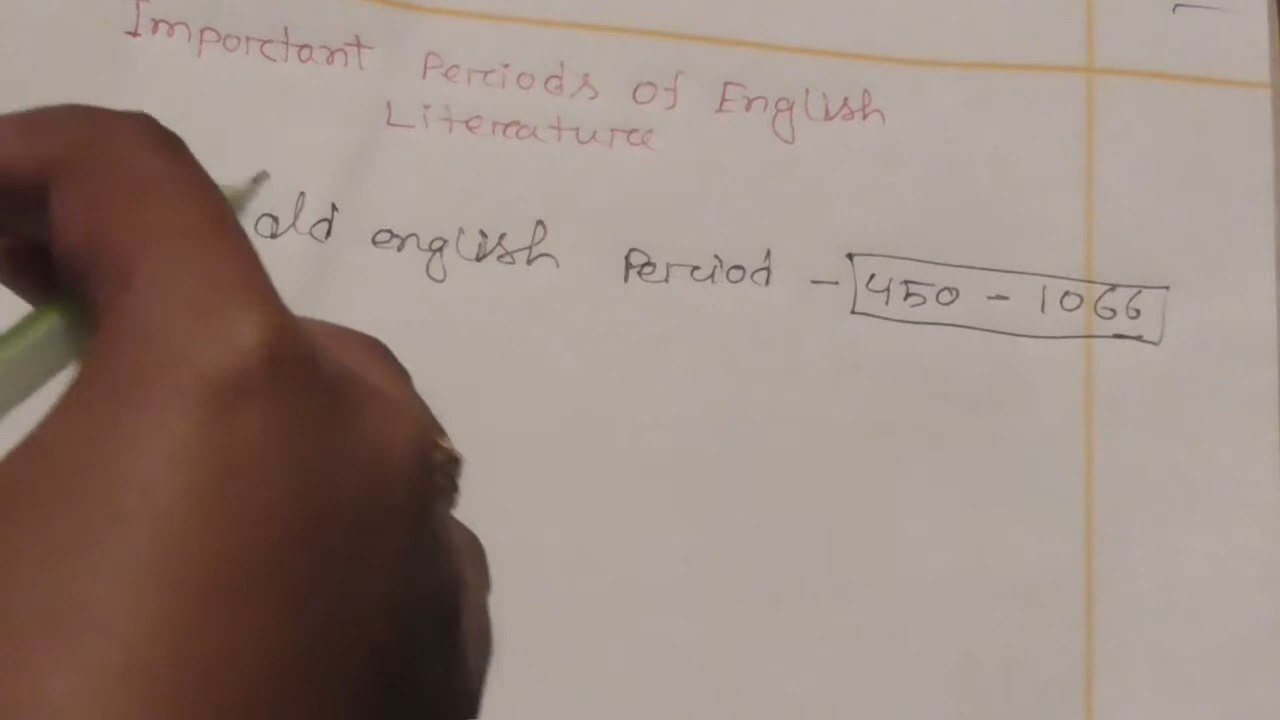 Important Periods of English
Literature
old english Period - 450 - 1066